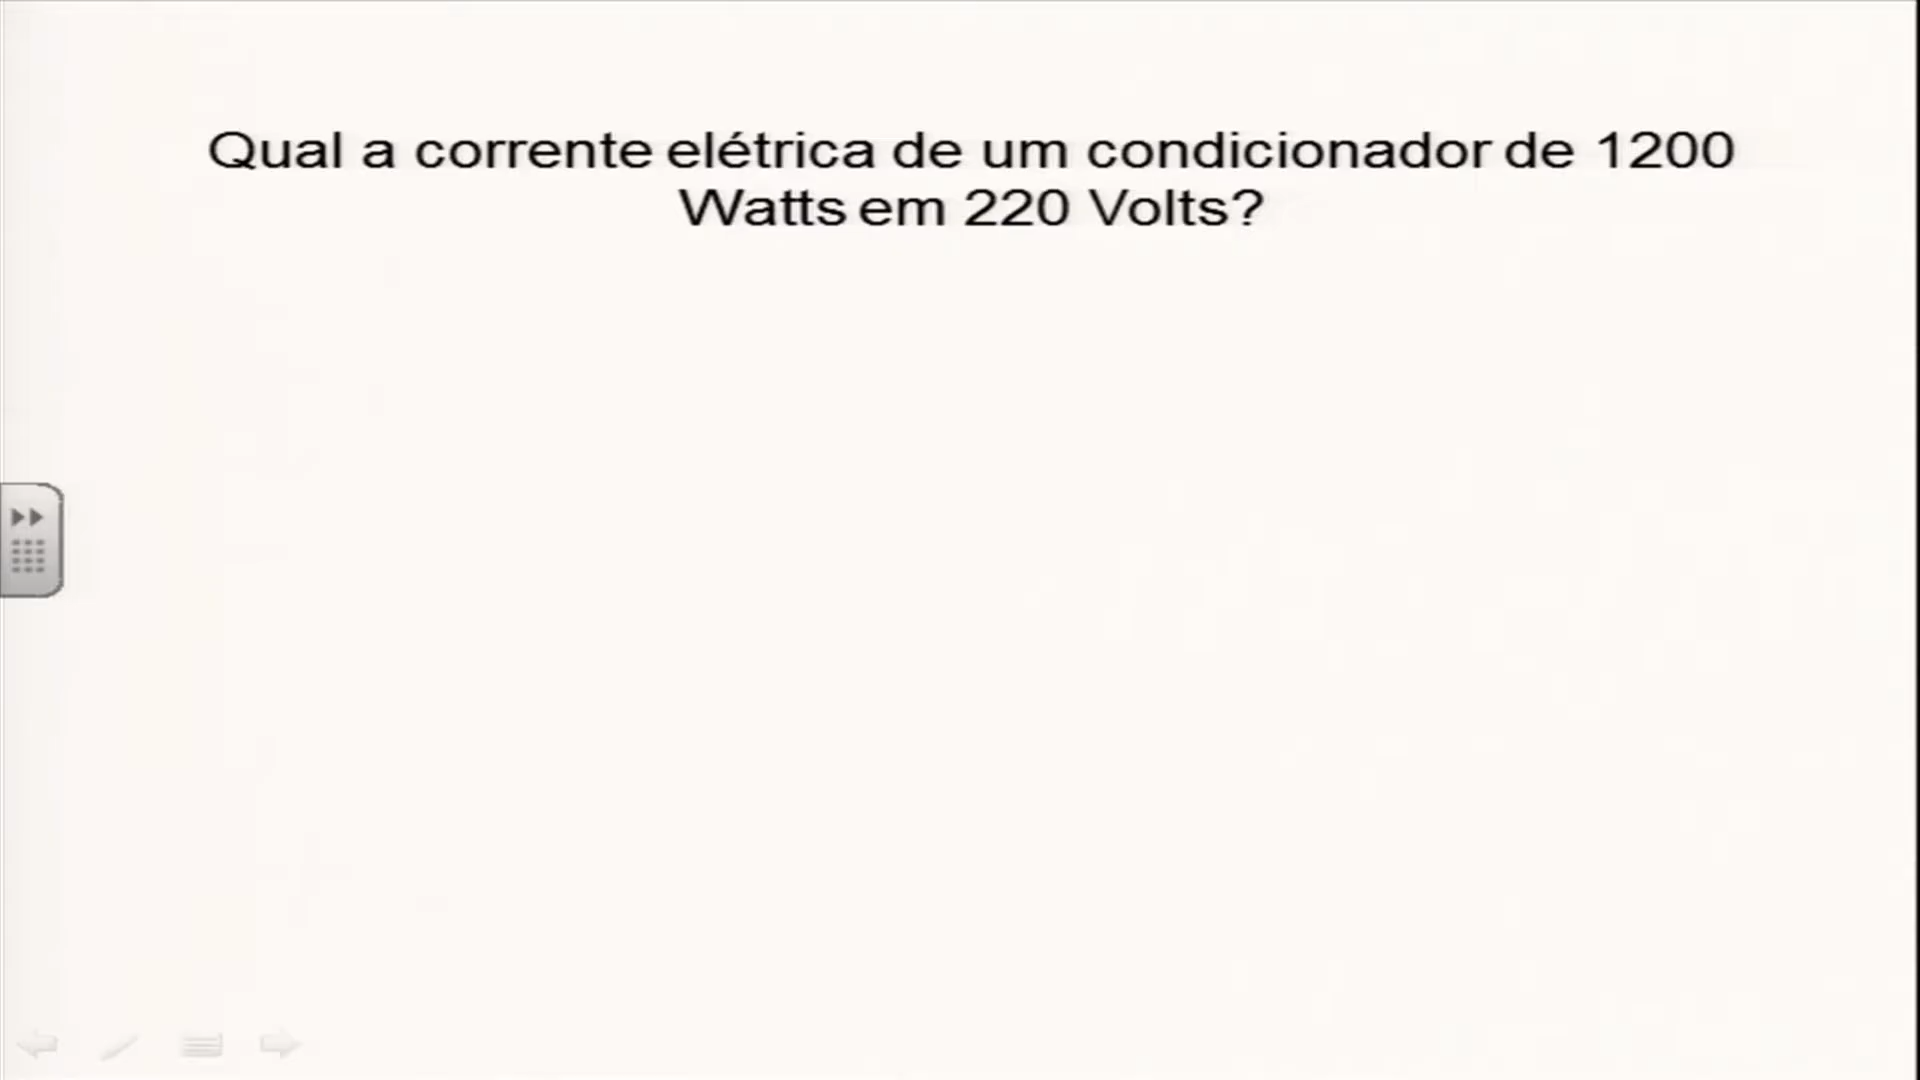 Qual a corrente elétrica de um condicionador de 1200
Watts em 220 Volts?